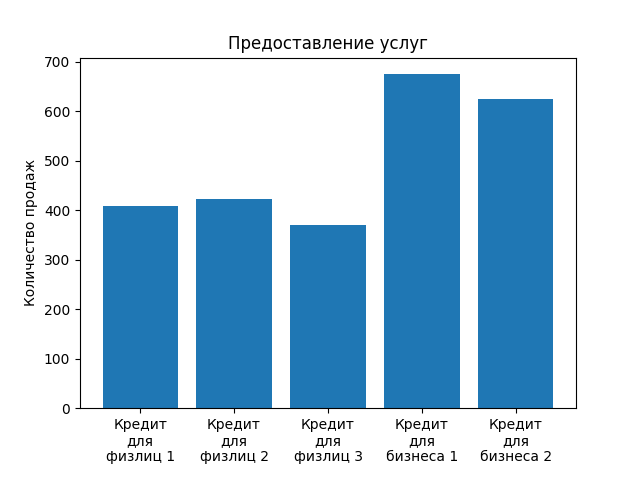 Предоставление услуг
Количество продаж
700
600
500
400
300
200
100
0
Кредит
для
физлиц 1
Кредит
для
физлиц 2
Кредит
для
физлиц 3
Кредит
для
бизнеса 1
Кредит
для
бизнеса 2